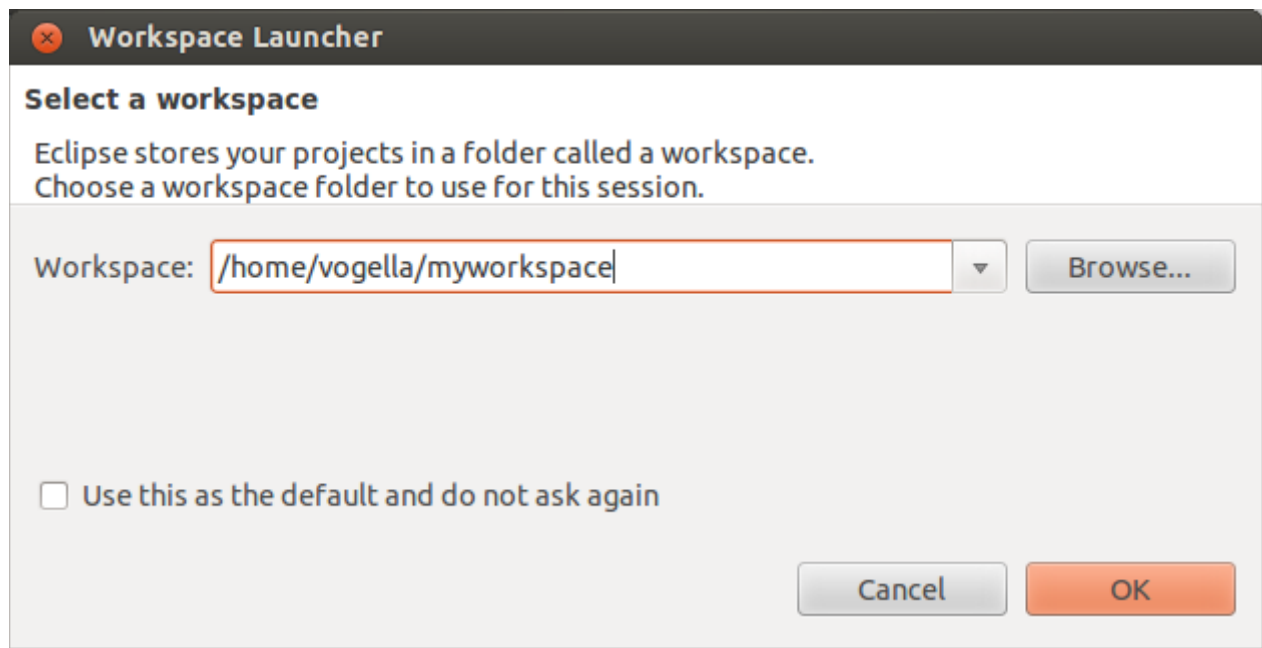 Workspace Launcher
Select a workspace
Eclipse stores your projects in a folder called a workspace.
Choose a workspace folder to use for this session.
Workspace: /home/vogella/myworkspace Browse...
Use this as the default and do not ask again
Cancel OK